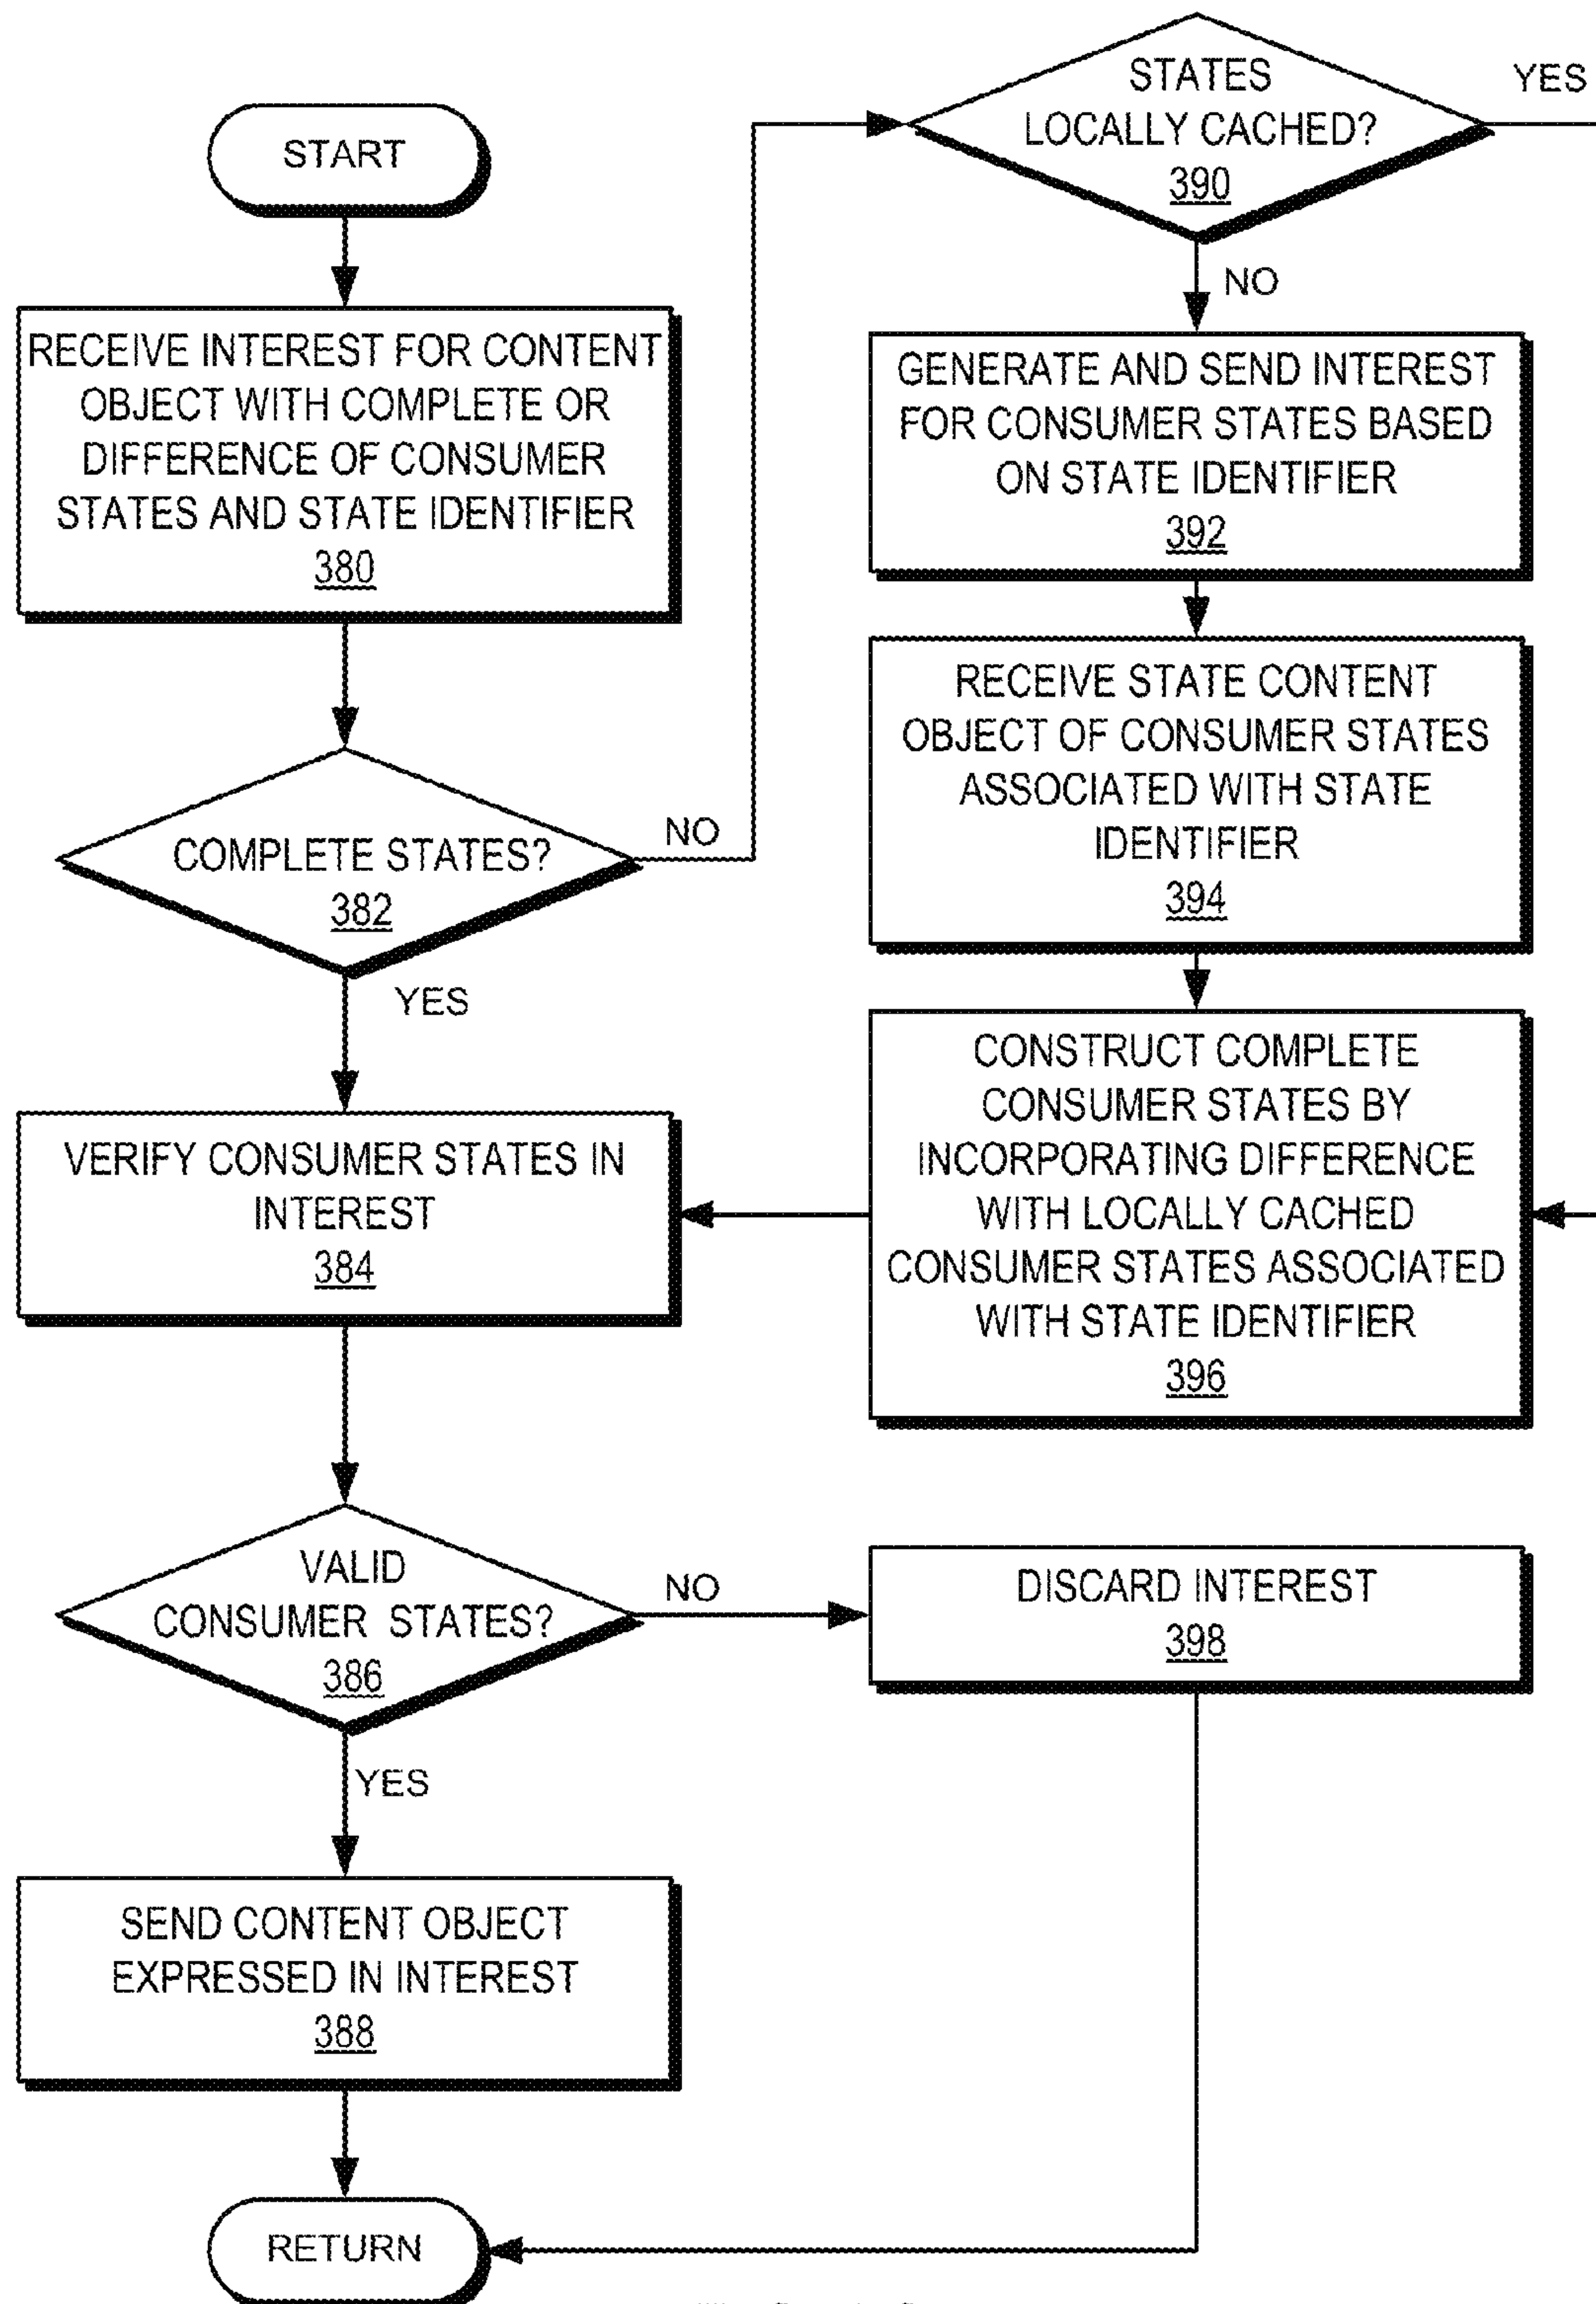 START
RECEIVE INTEREST FOR CONTENT
OBJECT WITH COMPLETE OR
DIFFERENCE OF CONSUMER
STATES AND STATE IDENTIFIER
380
COMPLETE STATES?
382
NO
YES
VERIFY CONSUMER STATES IN
INTEREST
384
VALID
CONSUMER STATES?
386
NO
YES
SEND CONTENT OBJECT
EXPRESSED IN INTEREST
388
RETURN
STATES
LOCALLY CACHED?
390
YES
NO
GENERATE AND SEND INTEREST
FOR CONSUMER STATES BASED
ON STATE IDENTIFIER
392
RECEIVE STATE CONTENT
OBJECT OF CONSUMER STATES
ASSOCIATED WITH STATE
IDENTIFIER
394
CONSTRUCT COMPLETE
CONSUMER STATES BY
INCORPORATING DIFFERENCE
WITH LOCALLY CACHED
CONSUMER STATES ASSOCIATED
WITH STATE IDENTIFIER
396
DISCARD INTEREST
398